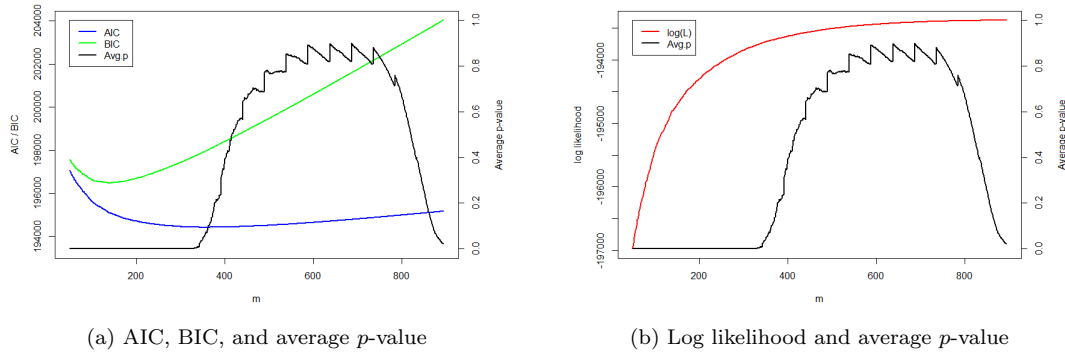 AIC
BIC
Avg.p
194000
196000
198000
200000
202000
204000
AIC / BIC
0.0
0.2
0.4
0.6
0.8
1.0
Average p-value
200
400
600
800
m
(a) AIC, BIC, and average p-value
log(L)
Avg.p
-197000
-196000
-195000
-194000
log likelihood
0.0
0.2
0.4
0.6
0.8
1.0
Average p-value
200
400
600
800
m
(b) Log likelihood and average p-value